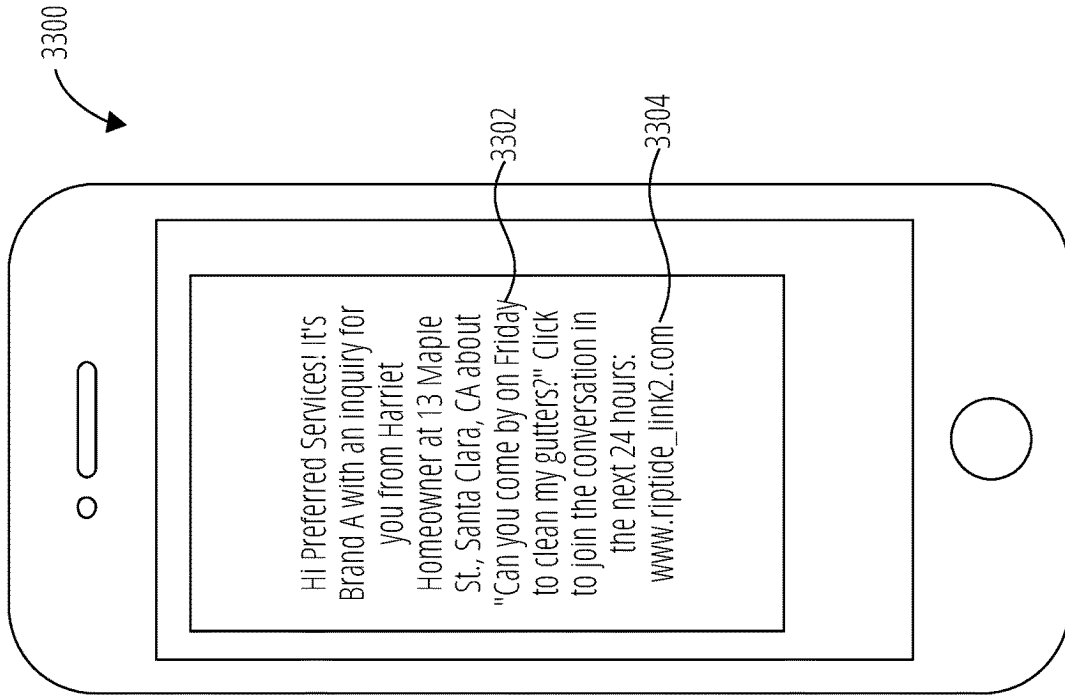 3300
Hi Preferred Services! It's
Brand A with an inquiry for
you from Harriet
Homeowner at 13 Maple
St., Santa Clara, CA about
"Can you come by on Friday
to clean my gutters?" Click
to join the conversation in
the next 24 hours:
www.riptide_link2.com
3302
3304